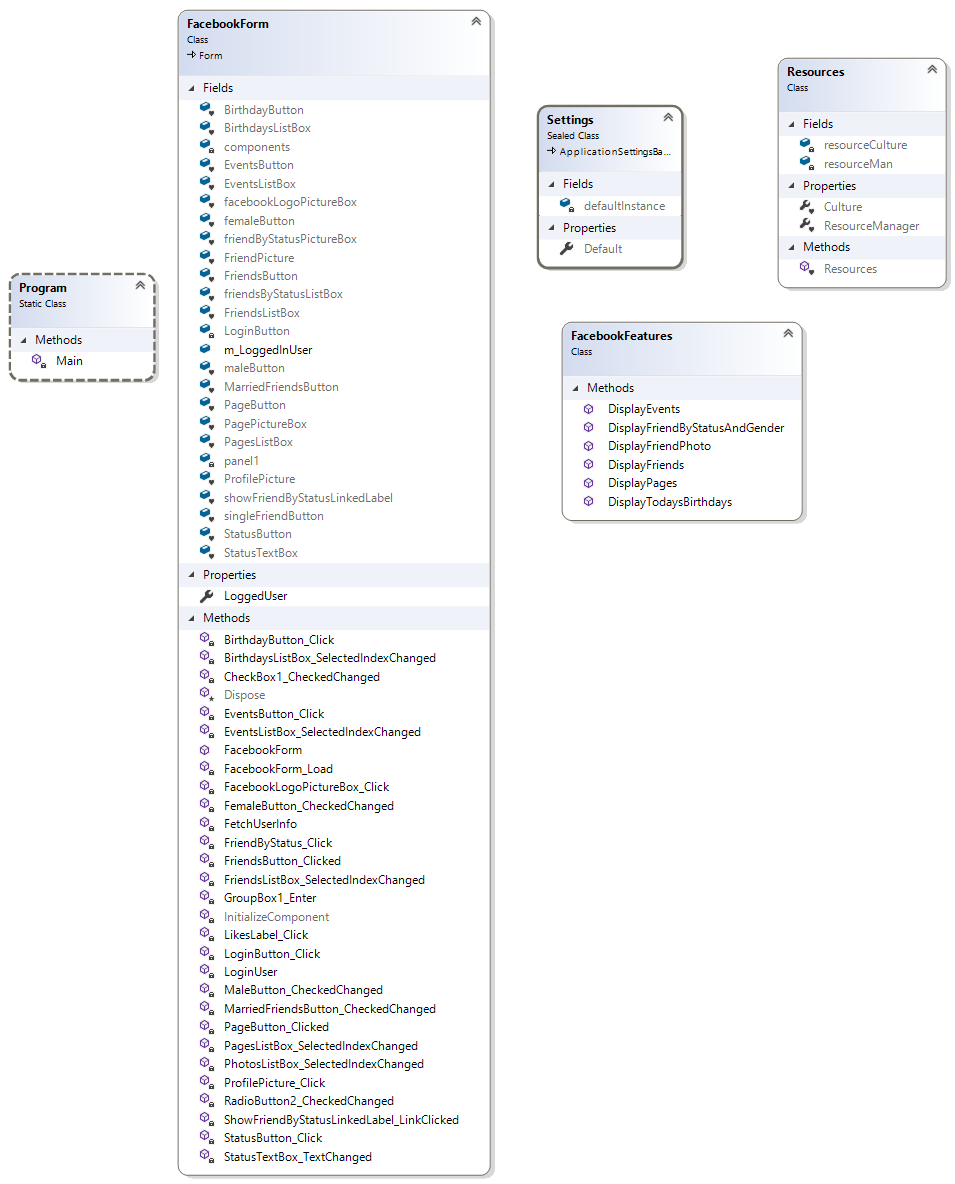 Program
Static Class
Methods
Main
FacebookForm
Class
Form
Fields
BirthdayButton
BirthdaysListBox
components
EventsButton
EventsListBox
facebookLogoPictureBox
femaleButton
friendByStatusPictureBox
FriendPicture
FriendsButton
friendsByStatusListBox
FriendsListBox
LoginButton
m_LoggedInUser
maleButton
MarriedFriendsButton
PageButton
PagePictureBox
PagesListBox
panel1
ProfilePicture
showFriendByStatusLinkedLabel
singleFriendButton
StatusButton
StatusTextBox
Properties
LoggedUser
Methods
BirthdayButton_Click
BirthdaysListBox_SelectedIndexChanged
CheckBox1_CheckedChanged
Dispose
EventsButton_Click
EventsListBox_SelectedIndexChanged
FacebookForm
FacebookForm_Load
FacebookLogoPictureBox_Click
FemaleButton_CheckedChanged
FetchUserInfo
FriendByStatus_Click
FriendsButton_Clicked
FriendsListBox_SelectedIndexChanged
GroupBox1_Enter
InitializeComponent
LikesLabel_Click
LoginButton_Click
LoginUser
MaleButton_CheckedChanged
MarriedFriendsButton_CheckedChanged
PageButton_Clicked
PagesListBox_SelectedIndexChanged
PhotosListBox_SelectedIndexChanged
ProfilePicture_Click
RadioButton2_CheckedChanged
ShowFriendByStatusLinkedLabel_LinkClicked
StatusButton_Click
StatusTextBox_TextChanged
Settings
Sealed Class
ApplicationSettingsBa...
Fields
defaultInstance
Properties
Default
Resources
Class
Fields
resourceCulture
resourceMan
Properties
Culture
ResourceManager
Methods
Resources
FacebookFeatures
Class
Methods
DisplayEvents
DisplayFriendByStatusAndGender
DisplayFriendPhoto
DisplayFriends
DisplayPages
DisplayTodaysBirthdays